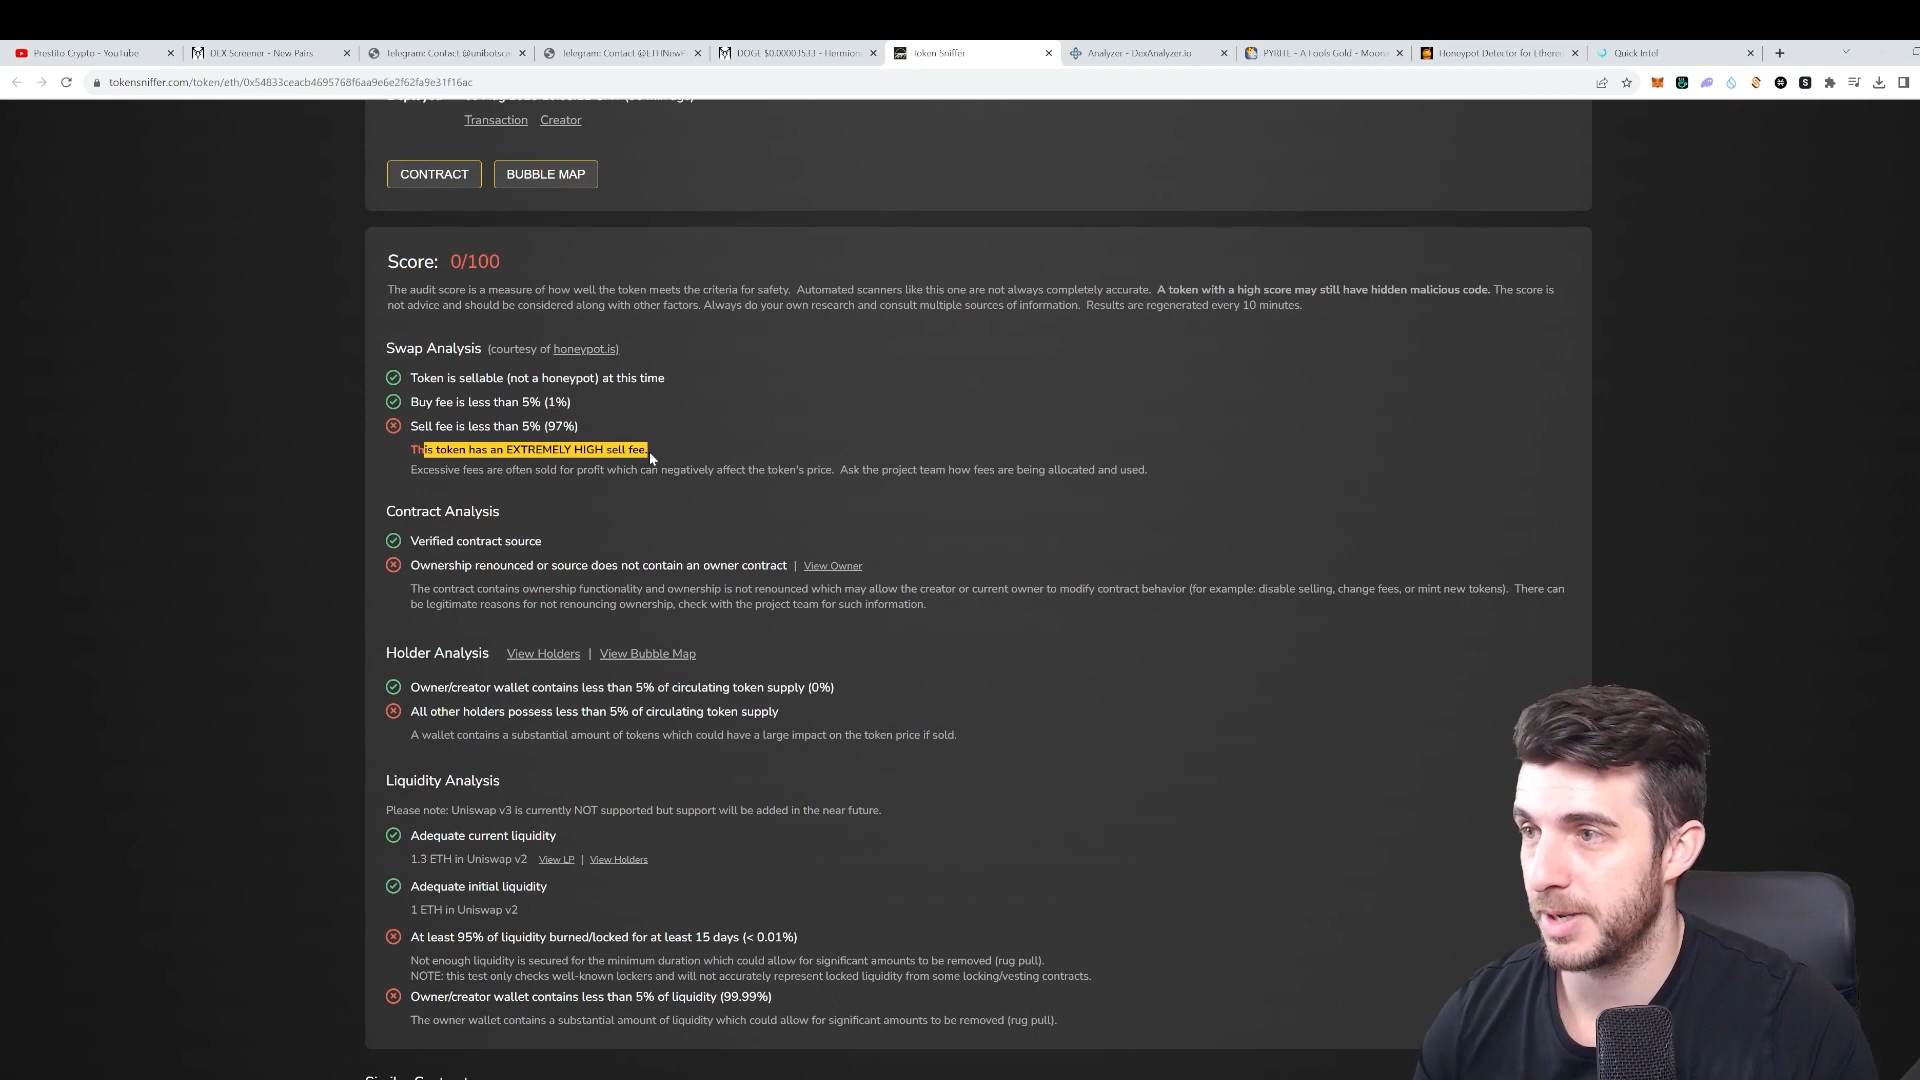 Prestito Crypto - YouTube
DEX Screener - New Pairs
Telegram: Contact @unibotsca
Telegram: Contact @ETHNewP
DOGE $0.00003533 - Hermion
Token Sniffer
Analyzer - DexAnalyzer.io
PYRITE - A Fools Gold - Moon
Honeypot Detector for Ethere
Quick Intel
tokensniffer.com/token/eth/0x54833ceacb4695768f6aa9e6e2f62fa9e31f16ac
Transaction Creator
CONTRACT BUBBLE MAP
Score: 0/100
The audit score is a measure of how well the token meets the criteria for safety. Automated scanners like this one are not always completely accurate. A token with a high score may still have hidden malicious code. The score is
not advice and should be considered along with other factors. Always do your own research and consult multiple sources of information. Results are regenerated every 10 minutes.
Swap Analysis (courtesy of honeypot.is)
Token is sellable (not a honeypot) at this time
Buy fee is less than 5% (1%)
Sell fee is less than 5% (97%)
This token has an EXTREMELY HIGH sell fee.
Excessive fees are often sold for profit which can negatively affect the token's price. Ask the project team how fees are being allocated and used.
Contract Analysis
Verified contract source
Ownership renounced or source does not contain an owner contract | View Owner
The contract contains ownership functionality and ownership is not renounced which may allow the creator or current owner to modify contract behavior (for example: disable selling, change fees, or mint new tokens). There can
be legitimate reasons for not renouncing ownership, check with the project team for such information.
Holder Analysis View Holders | View Bubble Map
Owner/creator wallet contains less than 5% of circulating token supply (0%)
All other holders possess less than 5% of circulating token supply
A wallet contains a substantial amount of tokens which could have a large impact on the token price if sold.
Liquidity Analysis
Please note: Uniswap v3 is currently NOT supported but support will be added in the near future.
Adequate current liquidity
1.3 ETH in Uniswap v2 View LP | View Holders
Adequate initial liquidity
1 ETH in Uniswap v2
At least 95% of liquidity burned/locked for at least 15 days (< 0.01%)
Not enough liquidity is secured for the minimum duration which could allow for significant amounts to be removed (rug pull).
NOTE: this test only checks well-known lockers and will not accurately represent locked liquidity from some locking/vesting contracts.
Owner/creator wallet contains less than 5% of liquidity (99.99%)
The owner wallet contains a substantial amount of liquidity which could allow for significant amounts to be removed (rug pull).